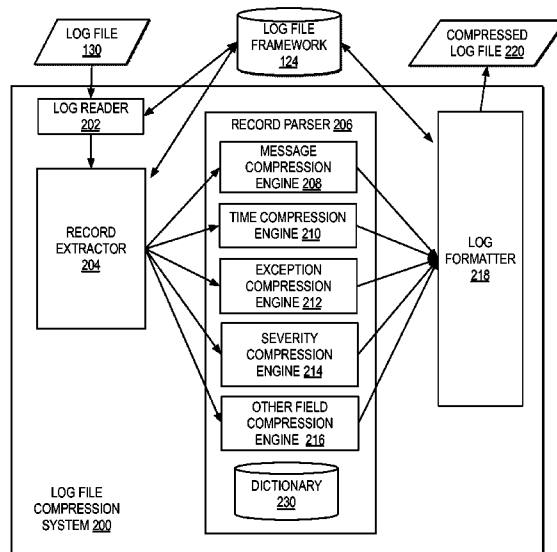 LOG FILE
130
LOG FILE
FRAMEWORK
124
COMPRESSED
LOG FILE
220
LOG READER
202
RECORD
EXTRACTOR
204
RECORD PARSER 206
MESSAGE
COMPRESSION
ENGINE 208
TIME COMPRESSION
ENGINE 210
EXCEPTION
COMPRESSION
ENGINE 212
SEVERITY
COMPRESSION
ENGINE 214
OTHER FIELD
COMPRESSION
ENGINE 216
DICTIONARY
230
LOG
FORMATTER
218
LOG FILE
COMPRESSION
SYSTEM 200